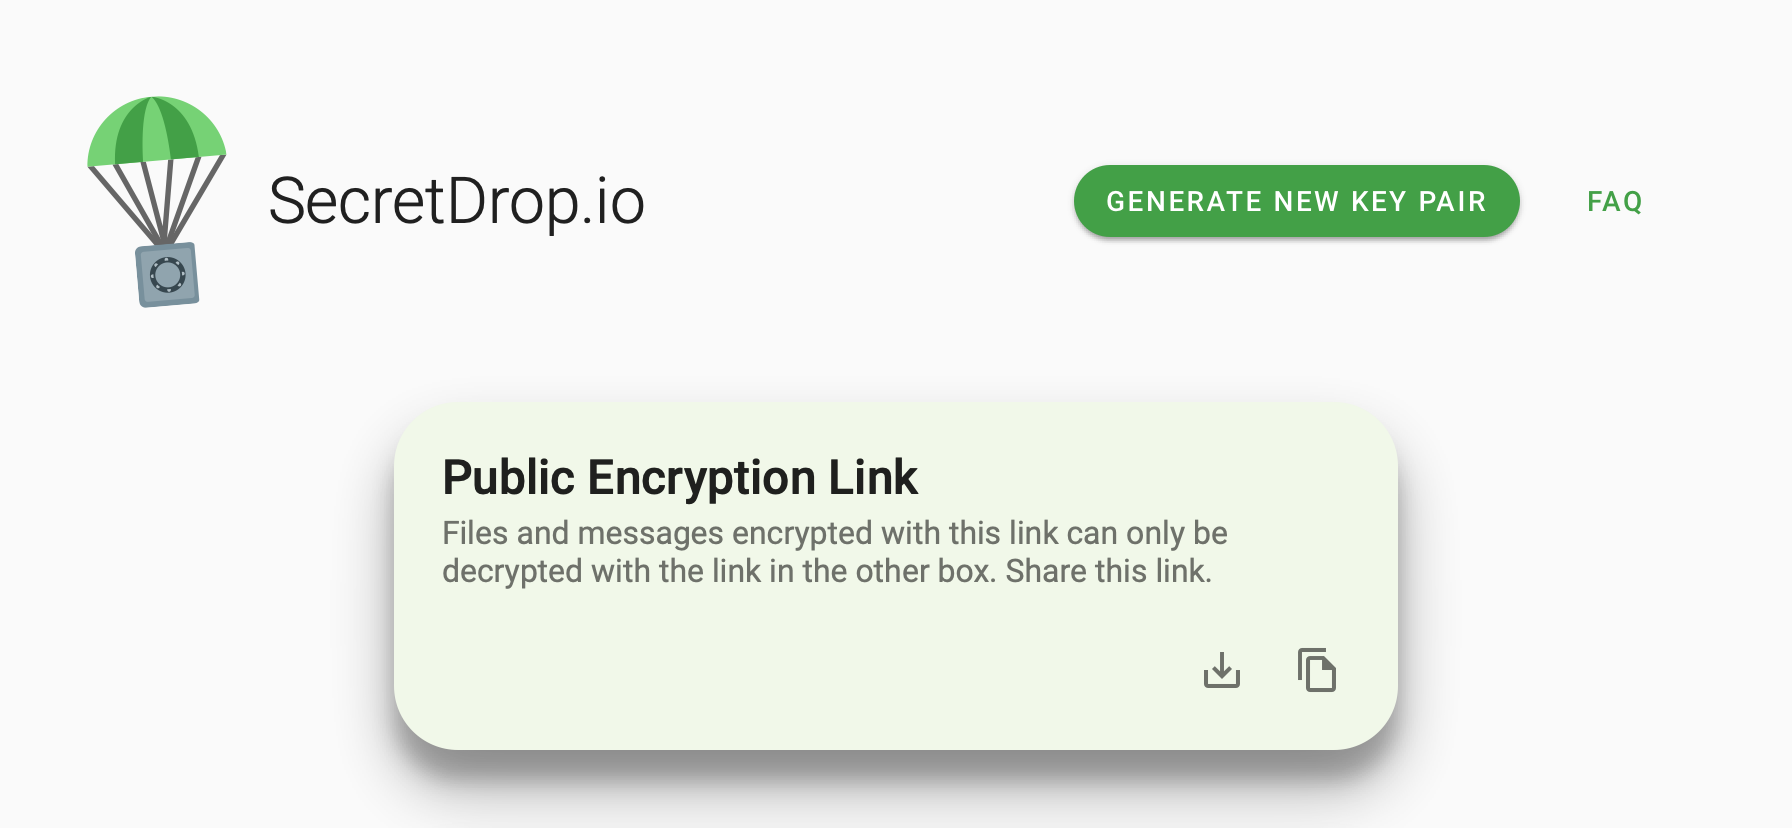 SecretDrop.io
GENERATE NEW KEY PAIR
FAQ
Public Encryption Link
Files and messages encrypted with this link can only be
decrypted with the link in the other box. Share this link.